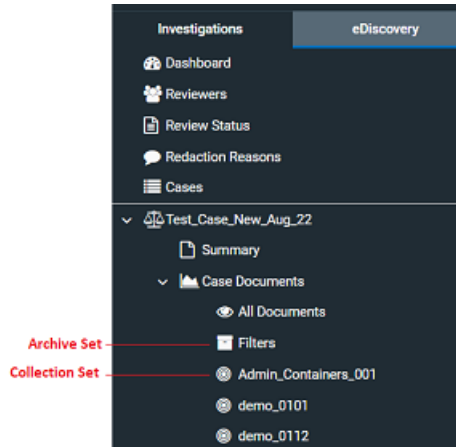 Investigations
eDiscovery
Dashboard
Reviewers
Review Status
Redaction Reasons
Cases
Test_Case_New_Aug_22
Summary
Case Documents
All Documents
Archive Set
Filters
Collection Set
Admin_Containers_001
demo_0101
demo_0112